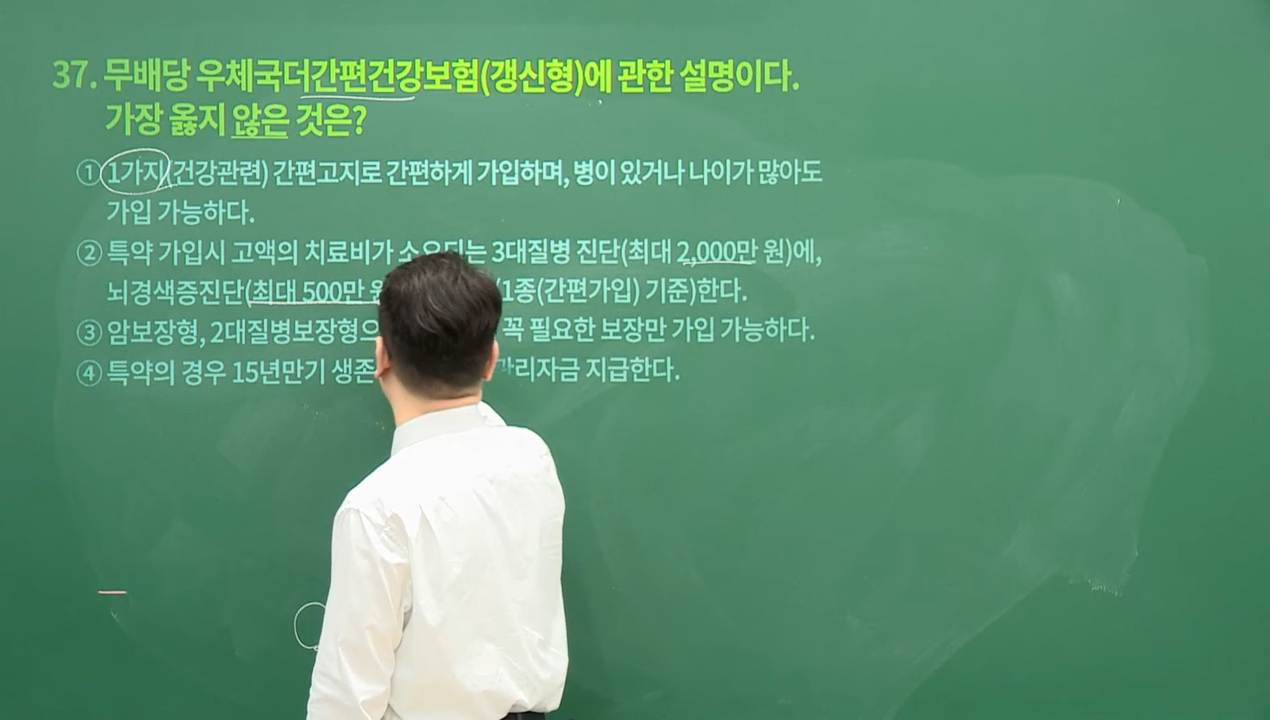 37. 무배당 우체국더간편건강보험(갱신형)에 관한 설명이다.
가장 옳지 않은 것은?
① 1가지(건강관련) 간편고지로 간편하게 가입하며, 병이 있거나 나이가 많아도
가입 가능하다.
② 특약 가입시 고액의 치료비가 소요되는 3대질병 진단(최대 2,000만 원)에,
뇌경색증진단(최대 500만 원 (1종(간편가입) 기준)한다.
③ 암보장형, 2대질병보장형으 꼭 필요한 보장만 가입 가능하다.
④ 특약의 경우 15년만기 생존 관리자금 지급한다.